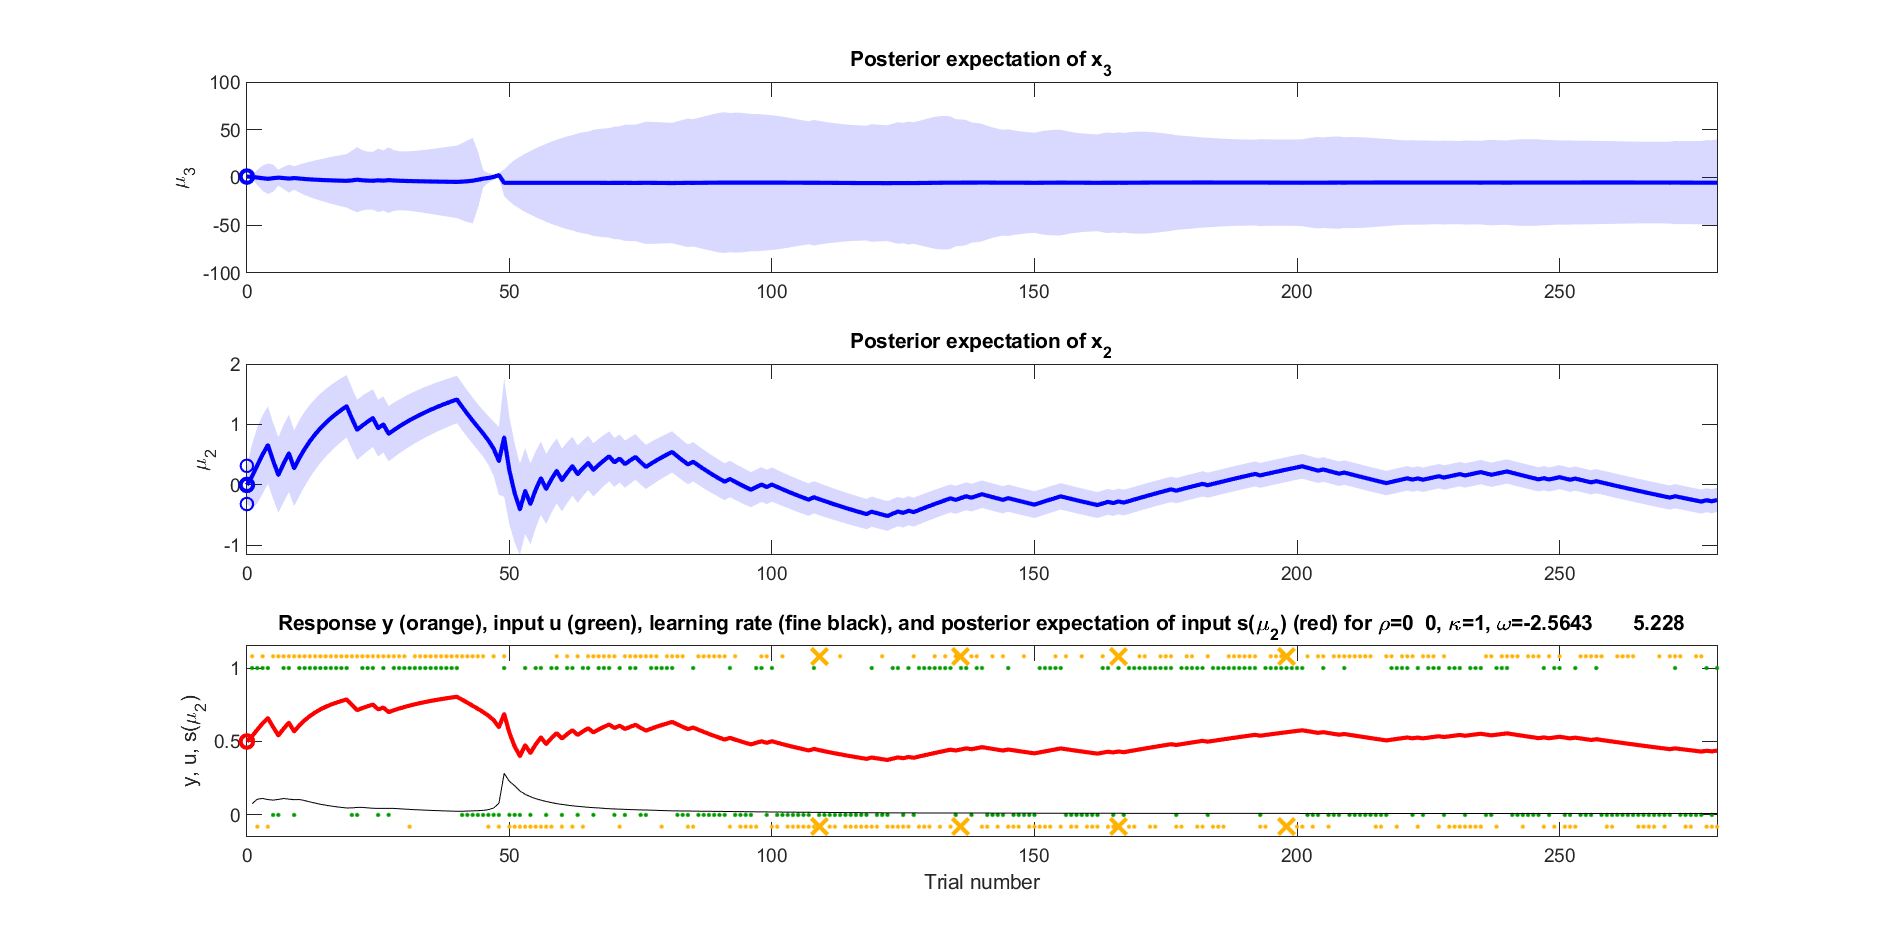 Posterior expectation of x3
100
50
0
-50
-100
μ3
0 50 100 150 200 250
Posterior expectation of x2
2
1
0
-1
μ2
0 50 100 150 200 250
Response y (orange), input u (green), learning rate (fine black), and posterior expectation of input s(μ2) (red) for ρ=0 0, κ=1, ω=-2.5643 5.228
1
0.5
0
y, u, s(μ2)
0 50 100 150 200 250
Trial number